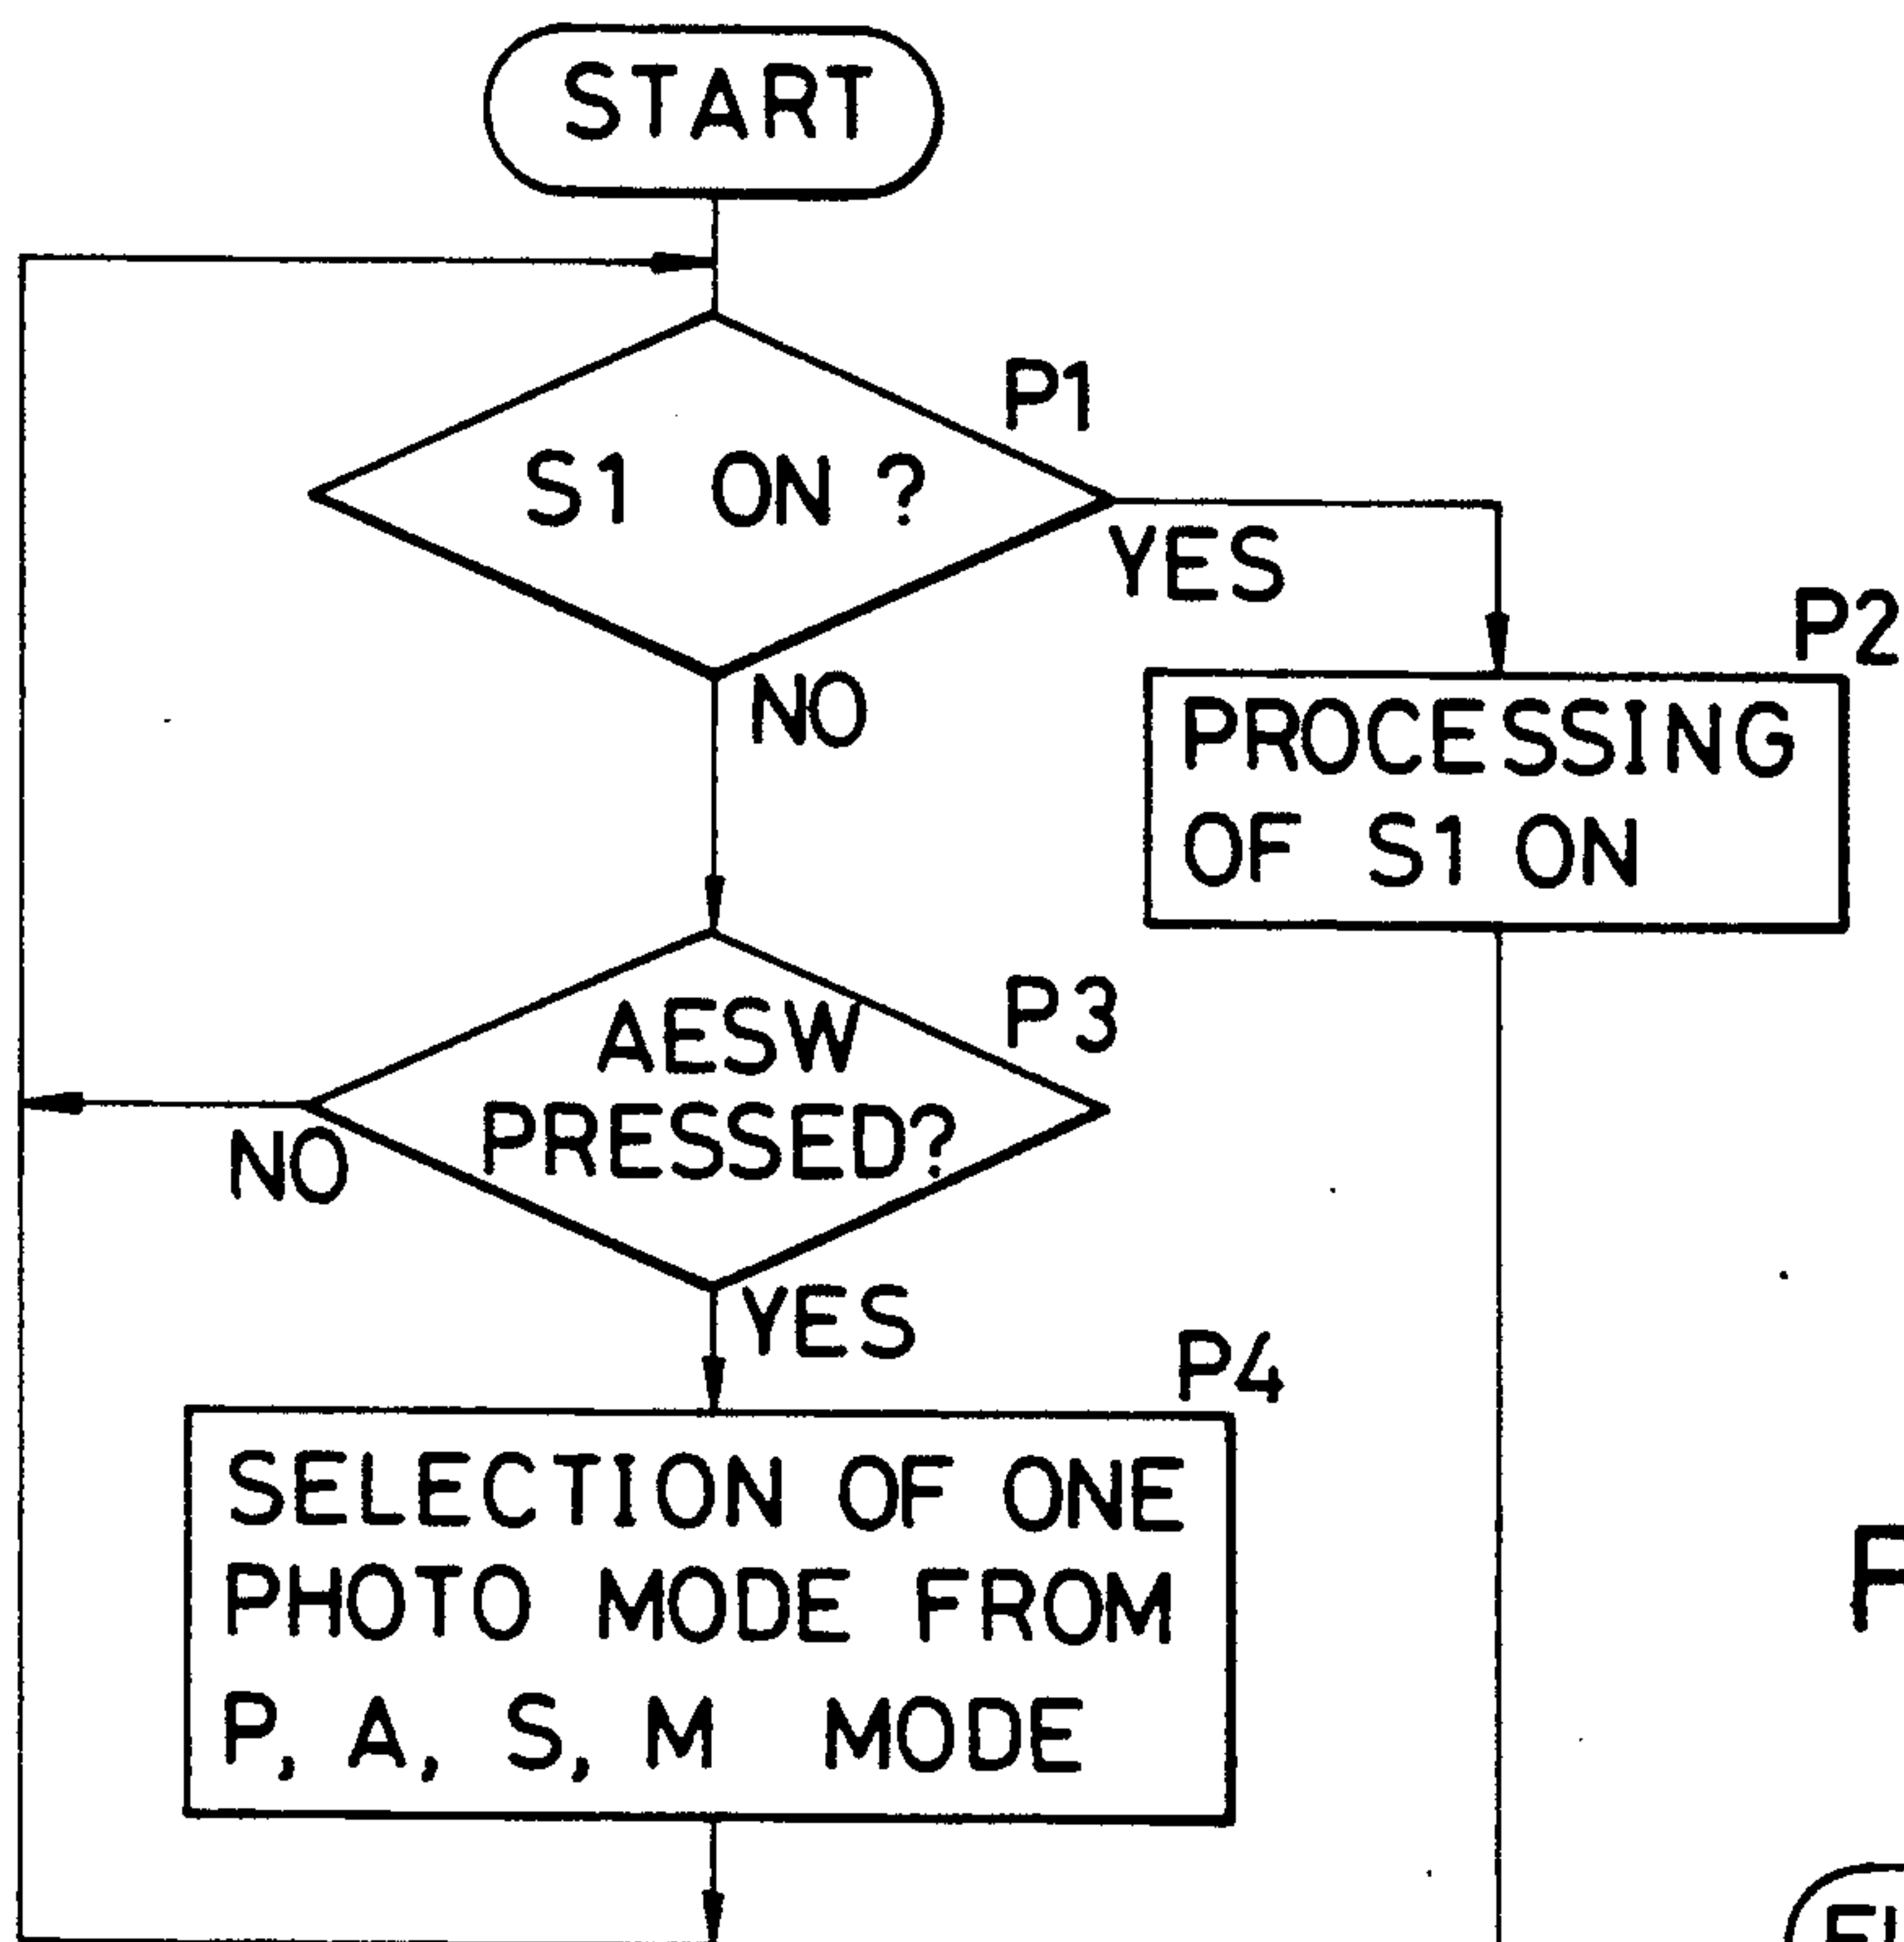 START
P1
S1 ON ?
YES
NO
P2
PROCESSING
OF S1 ON
P3
AESW
PRESSED?
NO
YES
P4
SELECTION OF ONE
PHOTO MODE FROM
P, A, S, M MODE